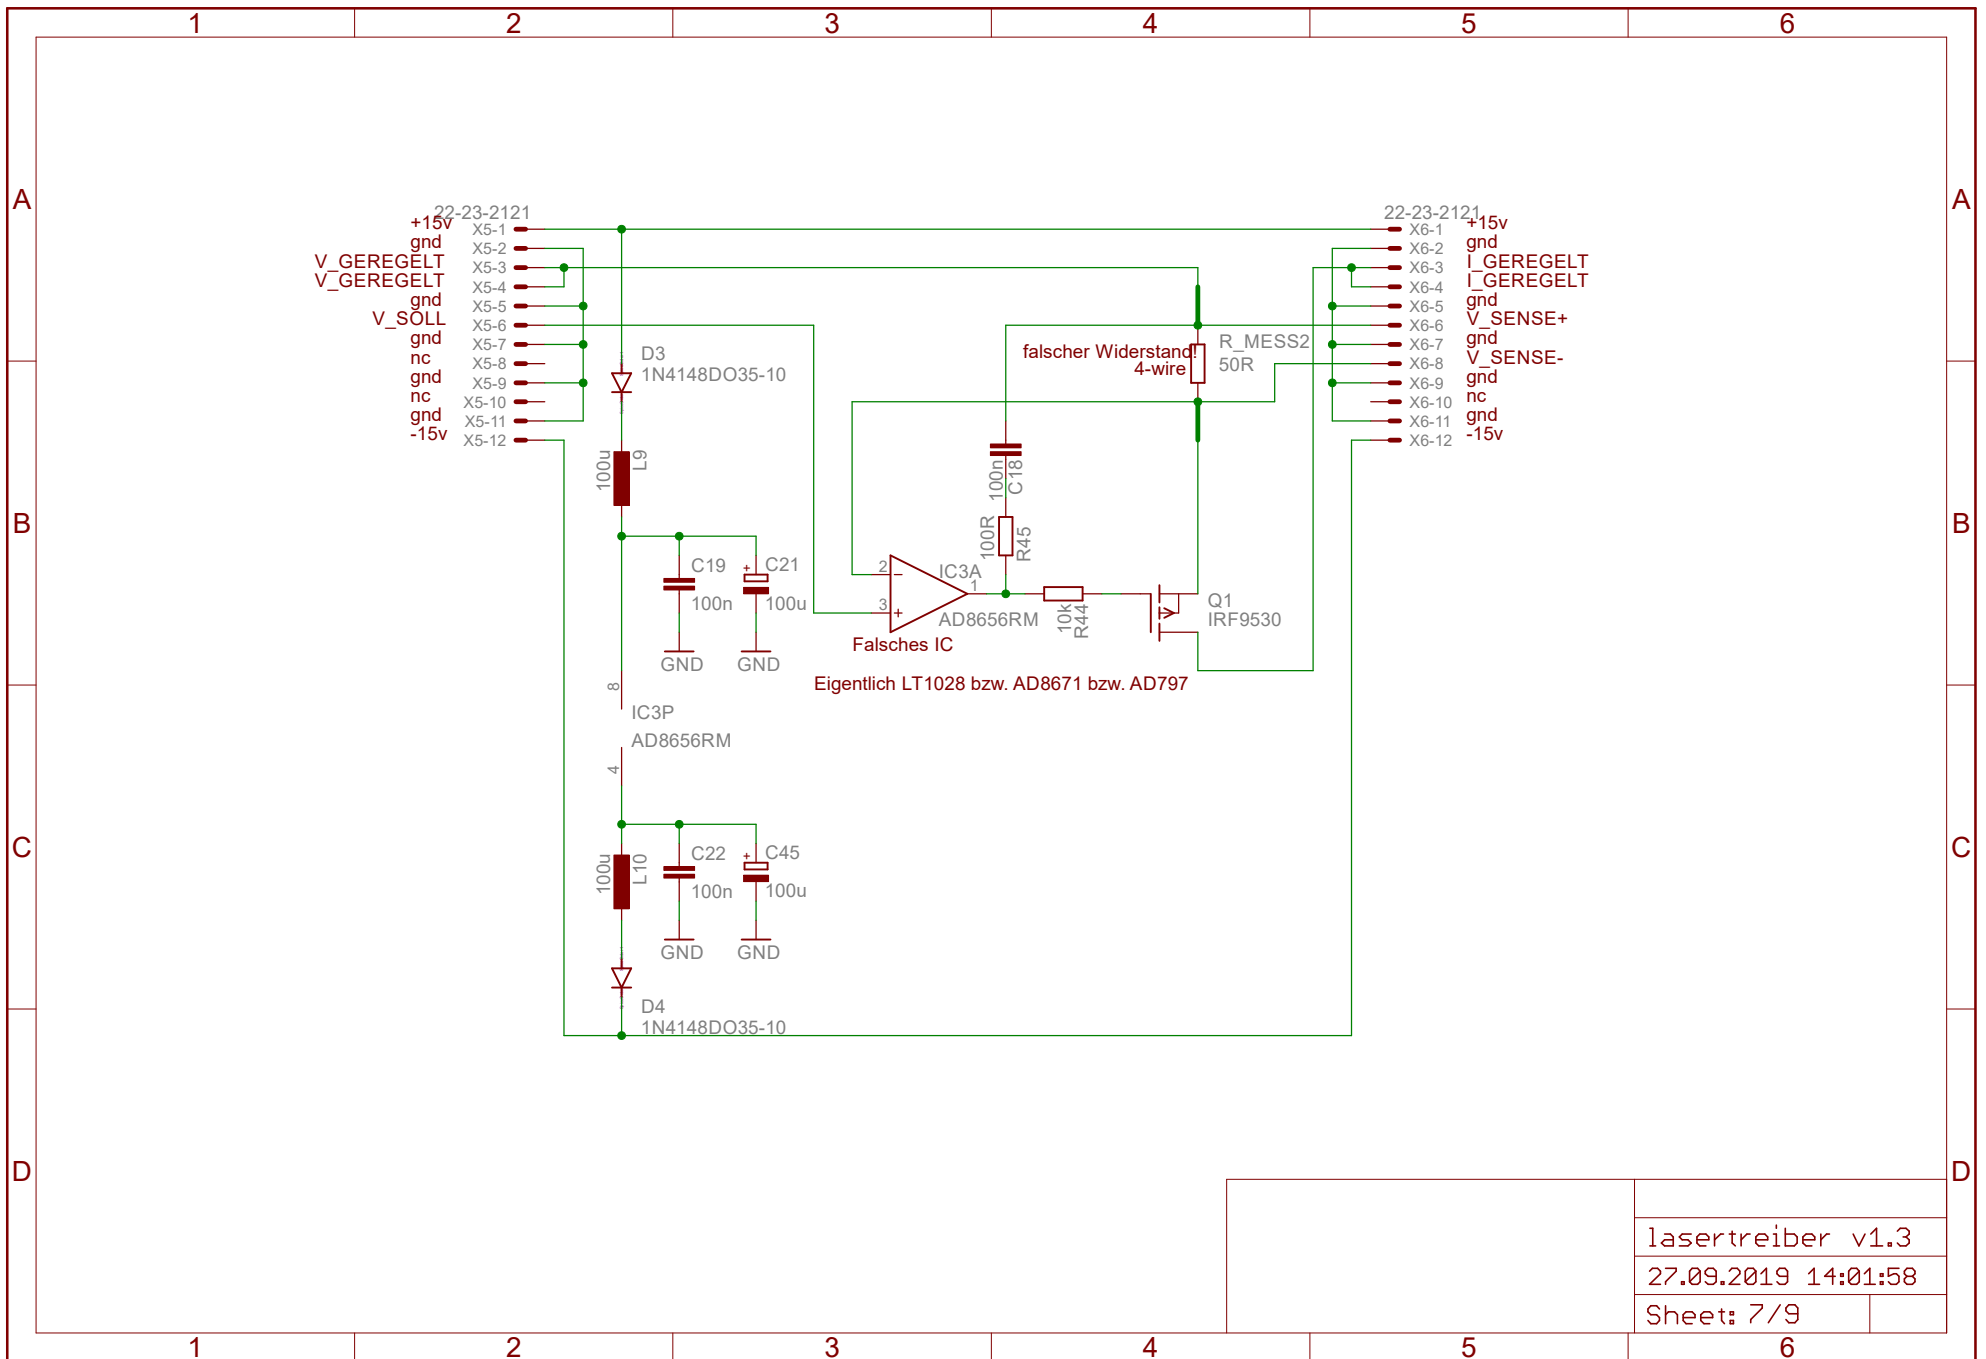 1 2 3 4 5 6
A A
22-23-2121 22-23-2121
+15v X5-1 X6-1 +15v
gnd X5-2 X6-2 gnd
V_GEREGELT X5-3 X6-3 I_GEREGELT
V_GEREGELT X5-4 X6-4 I_GEREGELT
gnd X5-5 X6-5 gnd
V_SOLL X5-6 X6-6 V_SENSE+
gnd X5-7 X6-7 gnd
nc X5-8 X6-8 V_SENSE-
gnd X5-9 X6-9 gnd
nc X5-10 X6-10 nc
gnd X5-11 X6-11 gnd
-15v X5-12 X6-12 -15v
D3
1N4148DO35-10
falscher Widerstand!
4-wire
R_MESS2
50R
100u L9
100n C18
B B
100R R45
C19
100n
+ C21
100u
GND GND
2 -
3 +
IC3A
1
AD8656RM
Falsches IC
10k R44
Q1
IRF9530
Eigentlich LT1028 bzw. AD8671 bzw. AD797
8
IC3P
AD8656RM
4
C C
100u L10
C22
100n
+ C45
100u
GND GND
D4
1N4148DO35-10
D D
lasertreiber v1.3
27.09.2019 14:01:58
Sheet: 7/9
1 2 3 4 5 6